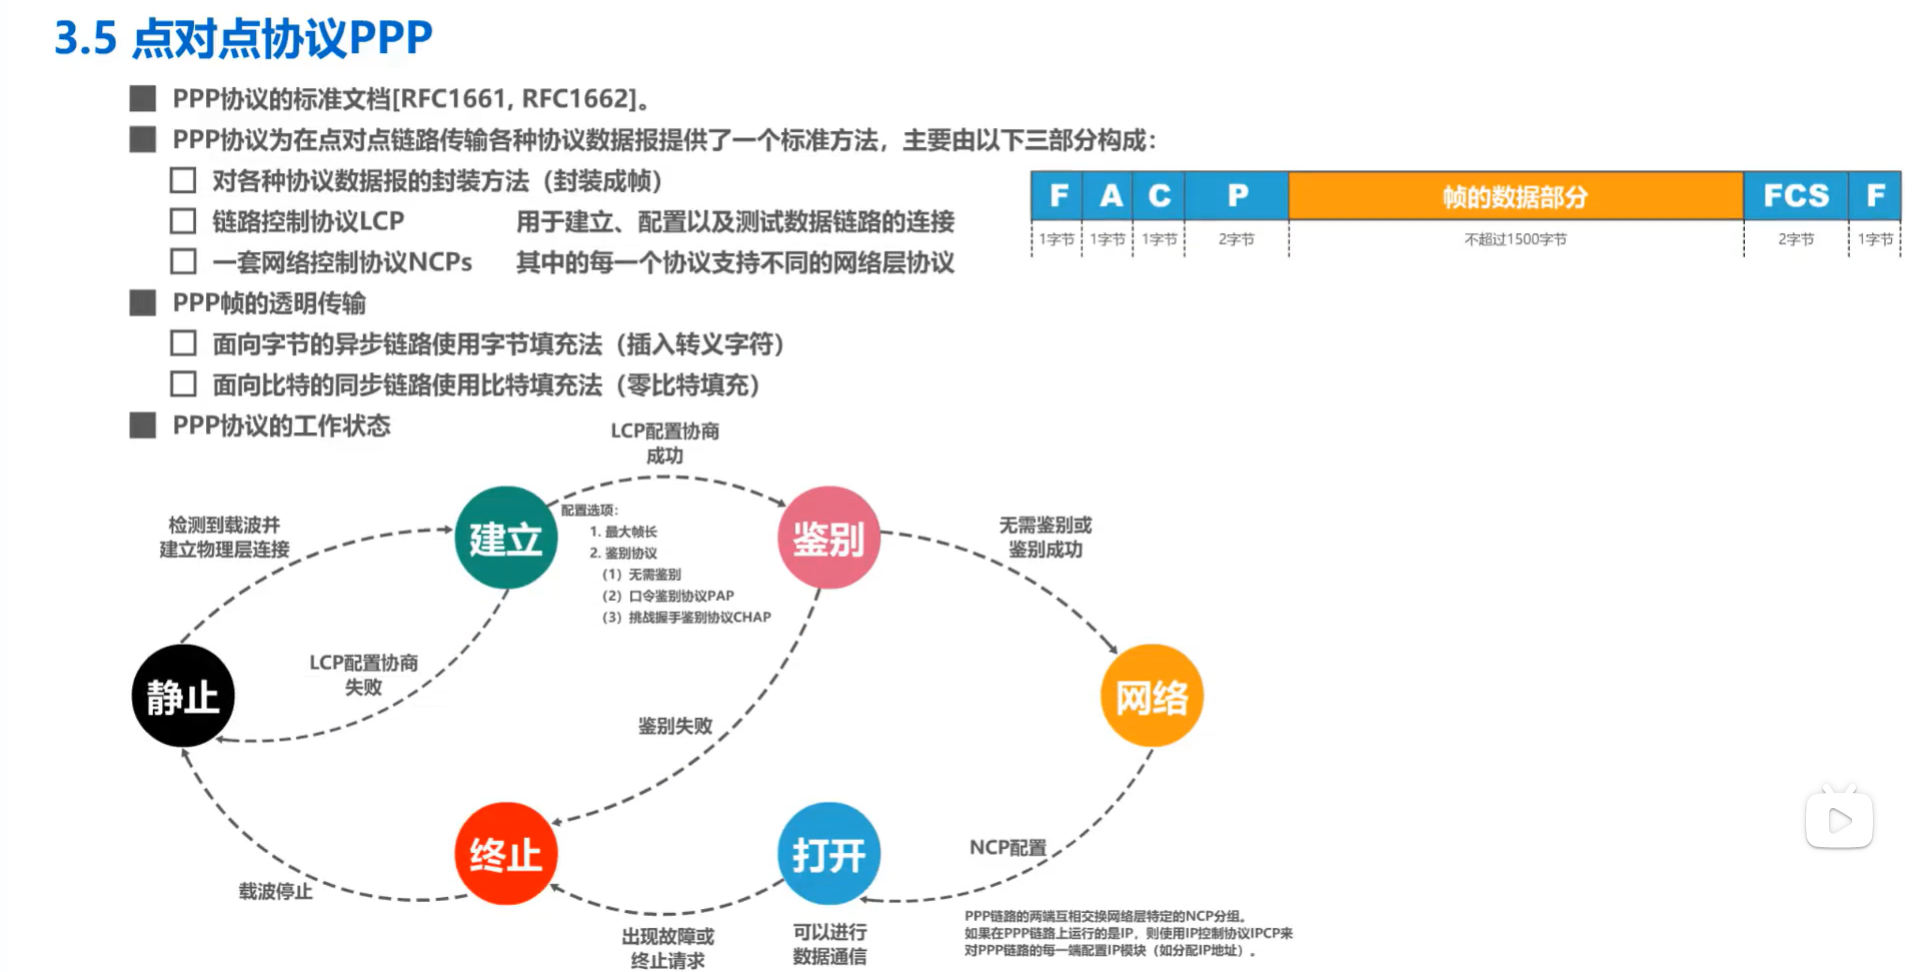 3.5 点对点协议PPP
PPP协议的标准文档[RFC1661, RFC1662]。
PPP协议为在点对点链路传输各种协议数据报提供了一个标准方法，主要由以下三部分构成：
对各种协议数据报的封装方法（封装成帧）
链路控制协议LCP 用于建立、配置以及测试数据链路的连接
一套网络控制协议NCPs 其中的每一个协议支持不同的网络层协议
F A C P 帧的数据部分 FCS F
1字节 1字节 1字节 2字节 不超过1500字节 2字节 1字节
PPP帧的透明传输
面向字节的异步链路使用字节填充法（插入转义字符）
面向比特的同步链路使用比特填充法（零比特填充）
PPP协议的工作状态
LCP配置协商
成功
检测到载波并
建立物理层连接
建立
配置选项：
1. 最大帧长
2. 鉴别协议
（1）无需鉴别
（2）口令鉴别协议PAP
（3）挑战握手鉴别协议CHAP
鉴别
无需鉴别或
鉴别成功
LCP配置协商
失败
静止
鉴别失败
网络
终止
打开
NCP配置
载波停止
出现故障或
终止请求
可以进行
数据通信
PPP链路的两端互相交换网络层特定的NCP分组。
如果在PPP链路上运行的是IP，则使用IP控制协议IPCP来
对PPP链路的每一端配置IP模块（如分配IP地址）。